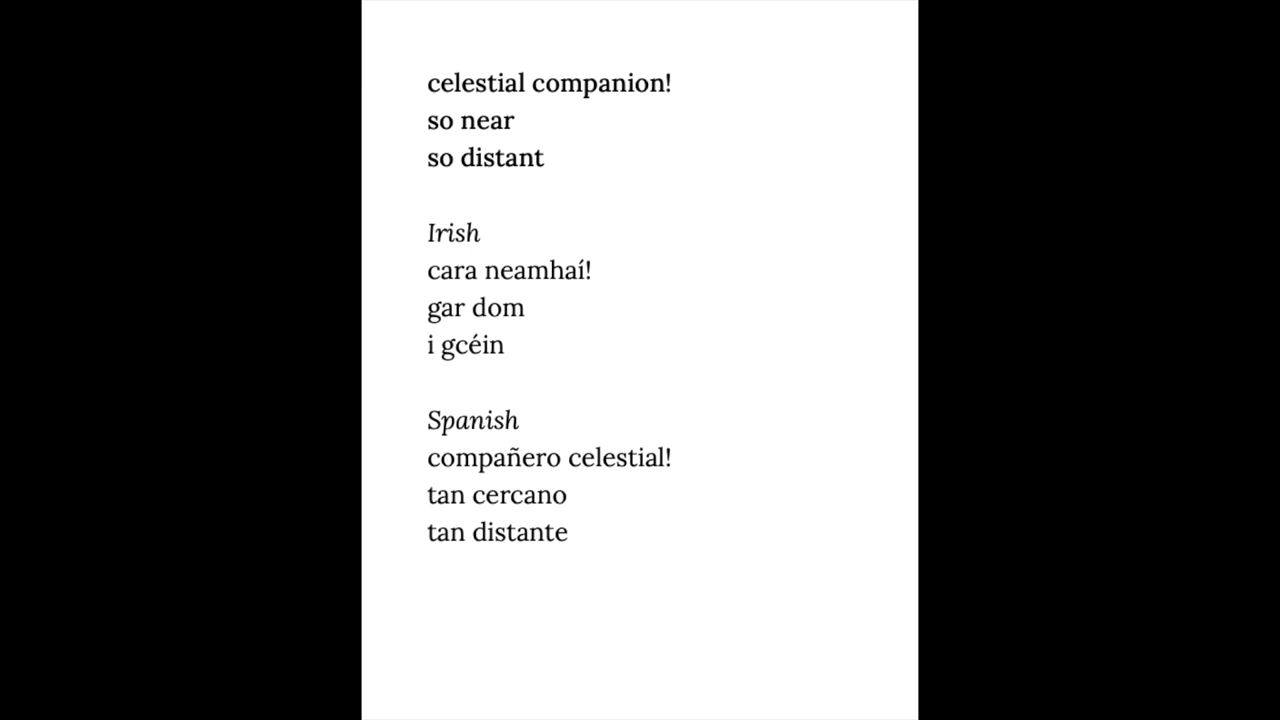 celestial companion!
so near
so distant
Irish
cara neamhaí!
gar dom
i gcéin
Spanish
compañero celestial!
tan cercano
tan distante